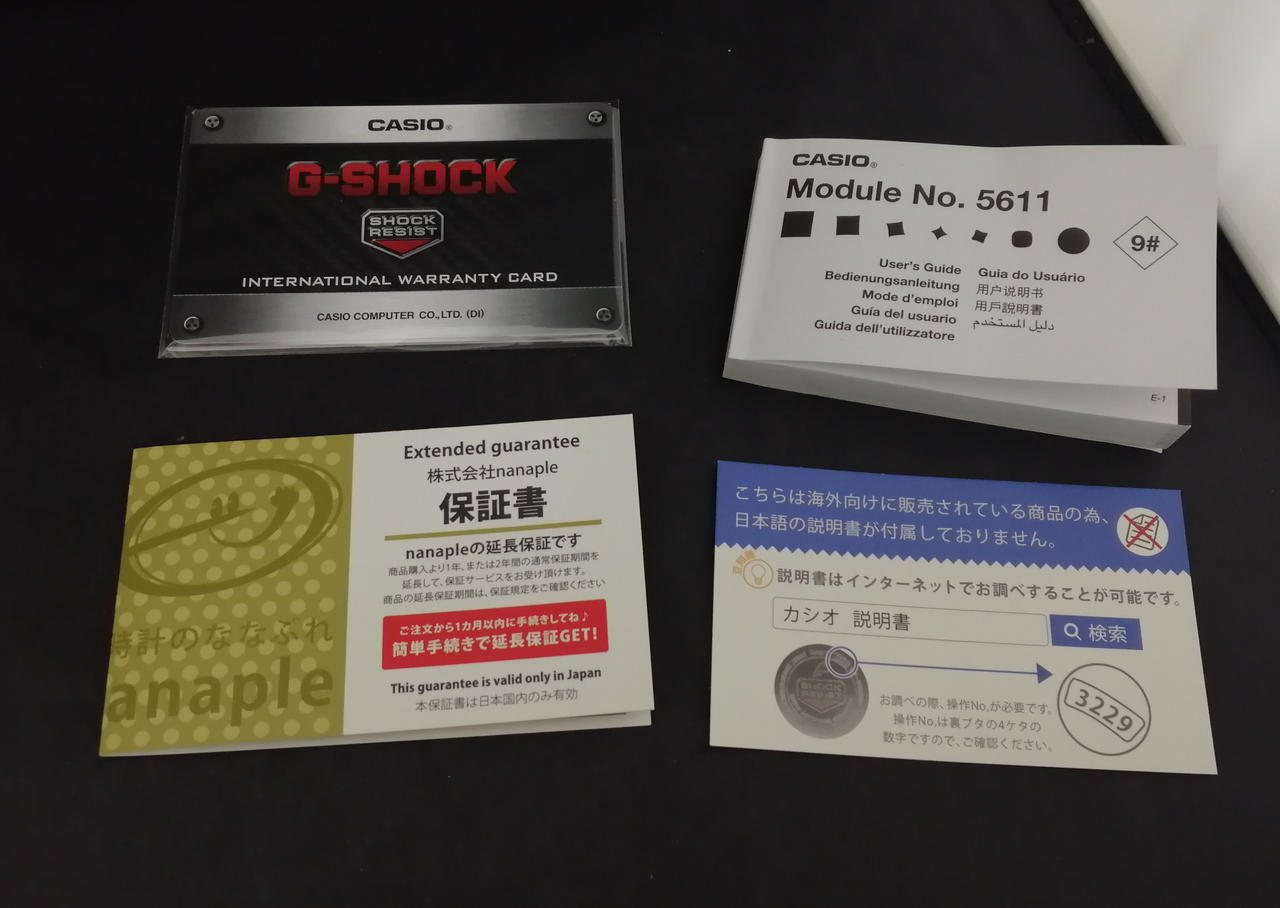 CASIO®
G-SHOCK
SHOCK
RESIST
INTERNATIONAL WARRANTY CARD
CASIO COMPUTER CO.,LTD. (DI)
CASIO®
Module No. 5611
9#
User's Guide
Bedienungsanleitung
Mode d'emploi
Guía del usuario
Guida dell'utilizzatore
Guia do Usuário
用户说明书
用戶說明書
دليل المستخدم
E-1
時計のななぷれ
anaple
Extended guarantee
株式会社nanaple
保証書
nanapleの延長保証です
商品購入より1年、または2年間の通常保証期間を
延長して、保証サービスをお受け頂けます。
商品の延長保証期間は、保証規定をご確認ください
ご注文から1カ月以内に手続きしてね♪
簡単手続きで延長保証GET!
This guarantee is valid only in Japan
本保証書は日本国内のみ有効
こちらは海外向けに販売されている商品の為、
日本語の説明書が付属しておりません。
説明書はインターネットでお調べすることが可能です。
カシオ 説明書
検索
SHOCK
RESIST
お調べの際、操作No,が必要です。
操作No,は裏ブタの4ケタの
数字ですので、ご確認ください。
3229